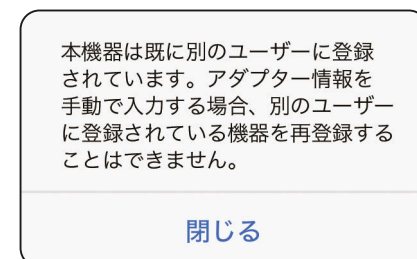 本機器は既に別のユーザーに登録
されています。アダプター情報を
手動で入力する場合、別のユーザー
に登録されている機器を再登録する
ことはできません。
閉じる